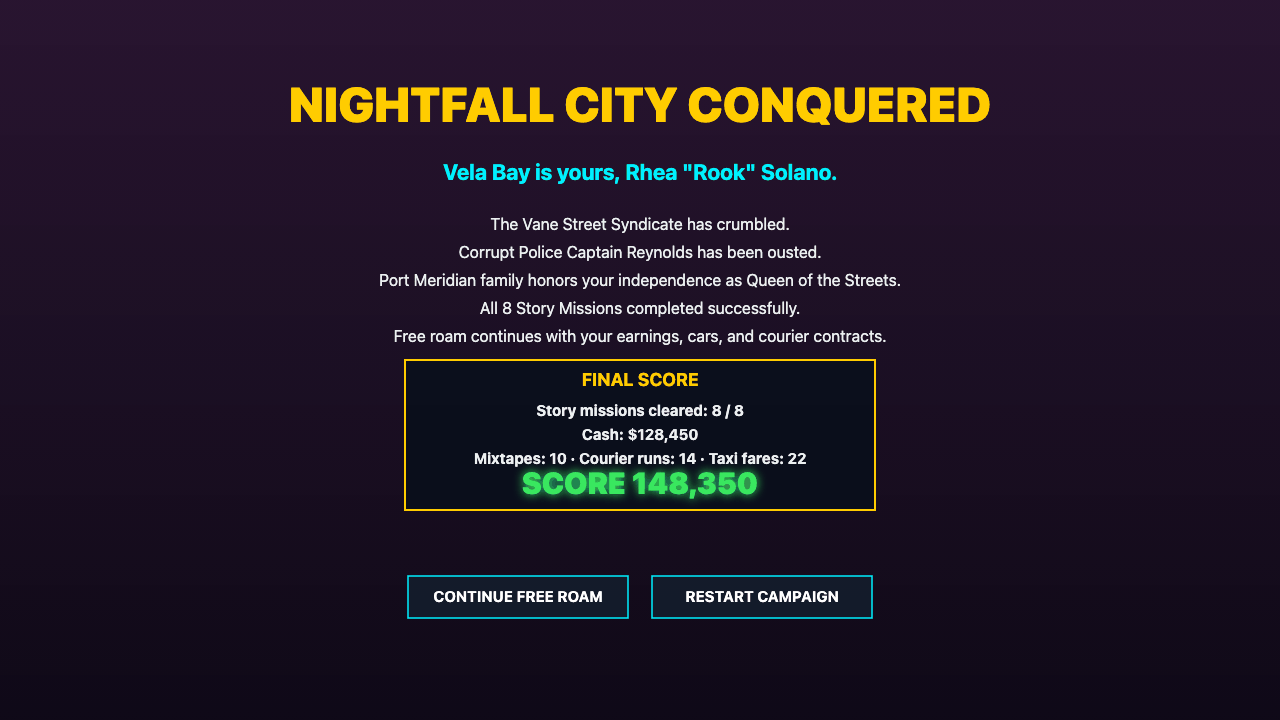 NIGHTFALL CITY CONQUERED
Vela Bay is yours, Rhea "Rook" Solano.
The Vane Street Syndicate has crumbled.
Corrupt Police Captain Reynolds has been ousted.
Port Meridian family honors your independence as Queen of the Streets.
All 8 Story Missions completed successfully.
Free roam continues with your earnings, cars, and courier contracts.
FINAL SCORE
Story missions cleared: 8 / 8
Cash: $128,450
Mixtapes: 10 · Courier runs: 14 · Taxi fares: 22
SCORE 148,350
CONTINUE FREE ROAM
RESTART CAMPAIGN